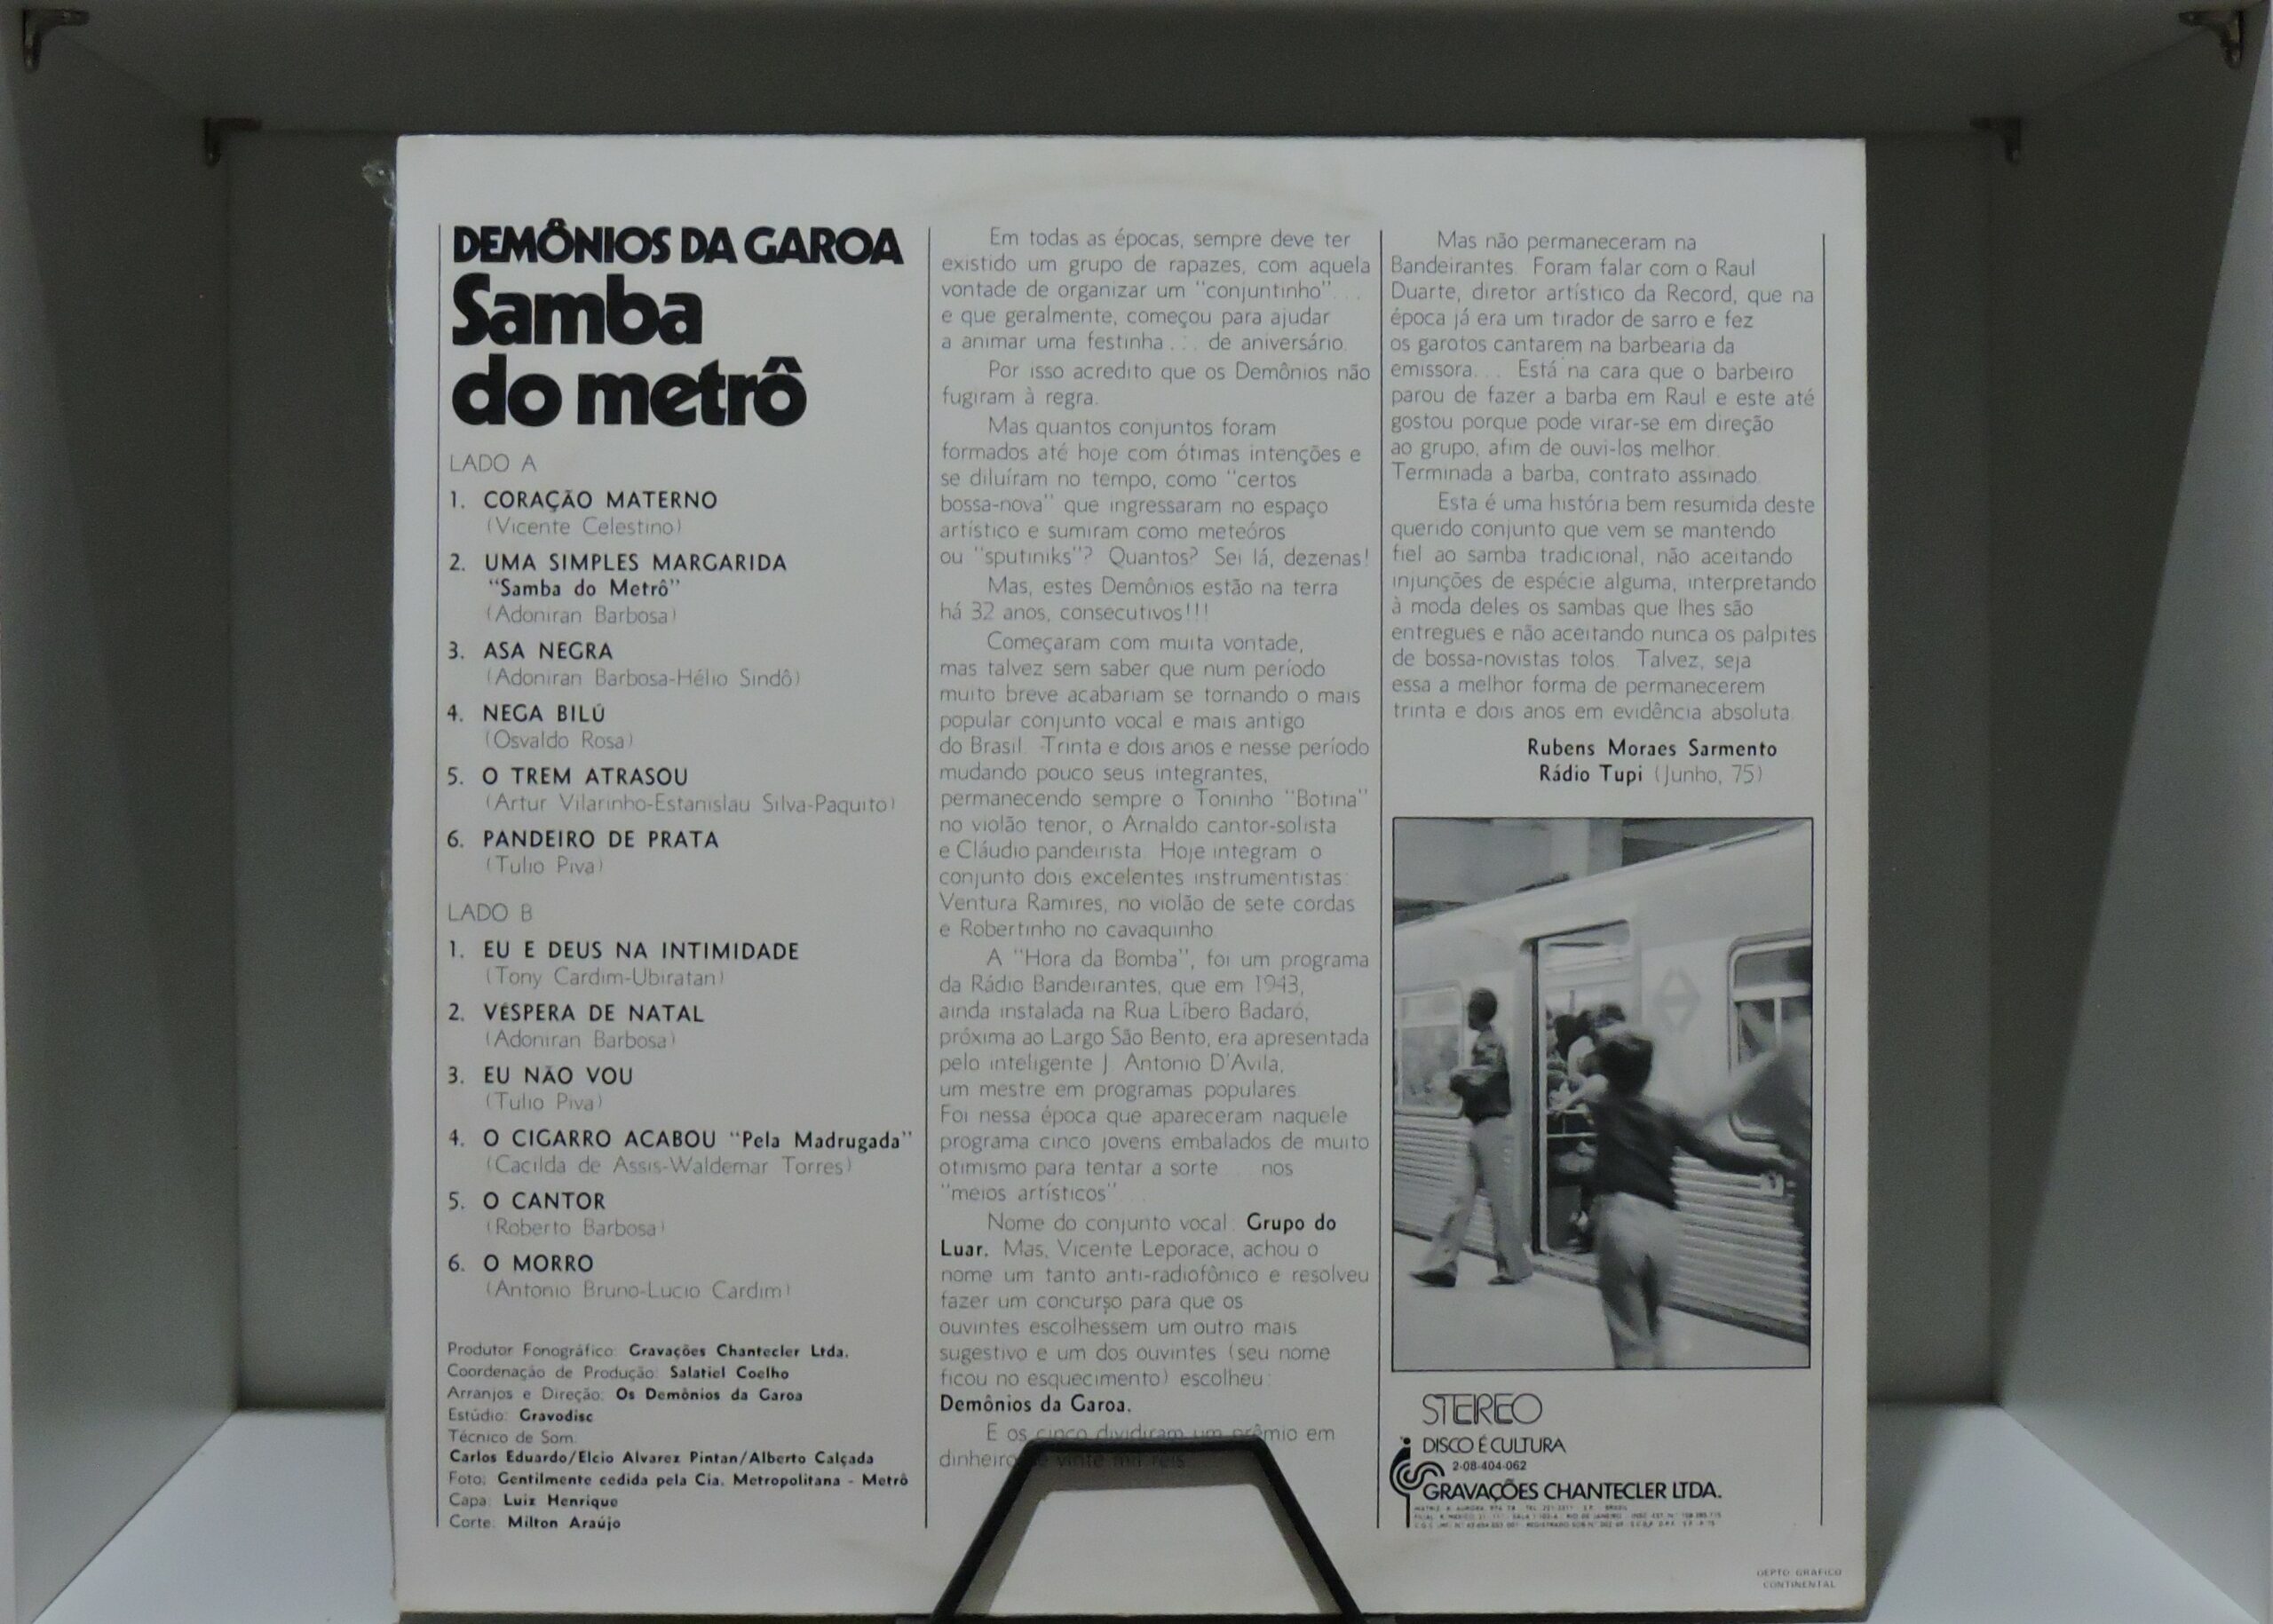 DEMÔNIOS DA GAROA
Samba
do metrô
LADO A
1. CORAÇÃO MATERNO
(Vicente Celestino)
2. UMA SIMPLES MARGARIDA
"Samba do Metrô"
(Adoniran Barbosa)
3. ASA NEGRA
(Adoniran Barbosa-Hélio Sindô)
4. NEGA BILÚ
(Osvaldo Rosa)
5. O TREM ATRASOU
(Artur Vilarinho-Estanislau Silva-Paquito)
6. PANDEIRO DE PRATA
(Tulio Piva)
LADO B
1. EU E DEUS NA INTIMIDADE
(Tony Cardim-Ubiratan)
2. VÉSPERA DE NATAL
(Adoniran Barbosa)
3. EU NÃO VOU
(Tulio Piva)
4. O CIGARRO ACABOU "Pela Madrugada"
(Cacilda de Assis-Waldemar Torres)
5. O CANTOR
(Roberto Barbosa)
6. O MORRO
(Antonio Bruno-Lucio Cardim)
Produtor Fonográfico: Gravações Chantecler Ltda.
Coordenação de Produção: Salatiel Coelho
Arranjos e Direção: Os Demônios da Garoa
Estúdio: Gravodisc
Técnico de Som:
Carlos Eduardo/Elcio Alvarez Pintan/Alberto Calçada
Foto: Gentilmente cedida pela Cia. Metropolitana - Metrô
Capa: Luiz Henrique
Corte: Milton Araújo
Em todas as épocas, sempre deve ter
existido um grupo de rapazes, com aquela
vontade de organizar um "conjuntinho"...
e que geralmente, começou para ajudar
a animar uma festinha... de aniversário.
Por isso acredito que os Demônios não
fugiram à regra.
Mas quantos conjuntos foram
formados até hoje com ótimas intenções e
se diluíram no tempo, como "certos
bossa-nova" que ingressaram no espaço
artístico e sumiram como meteóros
ou "sputiniks"? Quantos? Sei lá, dezenas!
Mas, estes Demônios estão na terra
há 32 anos, consecutivos!!!
Começaram com muita vontade,
mas talvez sem saber que num período
muito breve acabariam se tornando o mais
popular conjunto vocal e mais antigo
do Brasil. Trinta e dois anos e nesse período
mudando pouco seus integrantes,
permanecendo sempre o Toninho "Botina"
no violão tenor, o Arnaldo cantor-solista
e Cláudio pandeirista. Hoje integram o
conjunto dois excelentes instrumentistas:
Ventura Ramires, no violão de sete cordas
e Robertinho no cavaquinho.
A "Hora da Bomba", foi um programa
da Rádio Bandeirantes, que em 1943,
ainda instalada na Rua Líbero Badaró,
próxima ao Largo São Bento, era apresentada
pelo inteligente J. Antonio D'Avila,
um mestre em programas populares.
Foi nessa época que apareceram naquele
programa cinco jovens embalados de muito
otimismo para tentar a sorte... nos
"meios artísticos"...
Nome do conjunto vocal: Grupo do
Luar. Mas, Vicente Leporace, achou o
nome um tanto anti-radiofônico e resolveu
fazer um concurso para que os
ouvintes escolhessem um outro mais
sugestivo e um dos ouvintes (seu nome
ficou no esquecimento) escolheu:
Demônios da Garoa.
E os cinco dividiram um prêmio em
dinheiro: vinte mil réis.
Mas não permaneceram na
Bandeirantes. Foram falar com o Raul
Duarte, diretor artístico da Record, que na
época já era um tirador de sarro e fez
os garotos cantarem na barbearia da
emissora... Está na cara que o barbeiro
parou de fazer a barba em Raul e este até
gostou porque pode virar-se em direção
ao grupo, afim de ouvi-los melhor.
Terminada a barba, contrato assinado.
Esta é uma história bem resumida deste
querido conjunto que vem se mantendo
fiel ao samba tradicional, não aceitando
injunções de espécie alguma, interpretando
à moda deles os sambas que lhes são
entregues e não aceitando nunca os palpites
de bossa-novistas tolos. Talvez, seja
essa a melhor forma de permanecerem
trinta e dois anos em evidência absoluta.
Rubens Moraes Sarmento
Rádio Tupi (Junho, 75)
STEREO
DISCO É CULTURA
2-08-404-062
GRAVAÇÕES CHANTECLER LTDA.
DEPTO GRÁFICO
CONTINENTAL